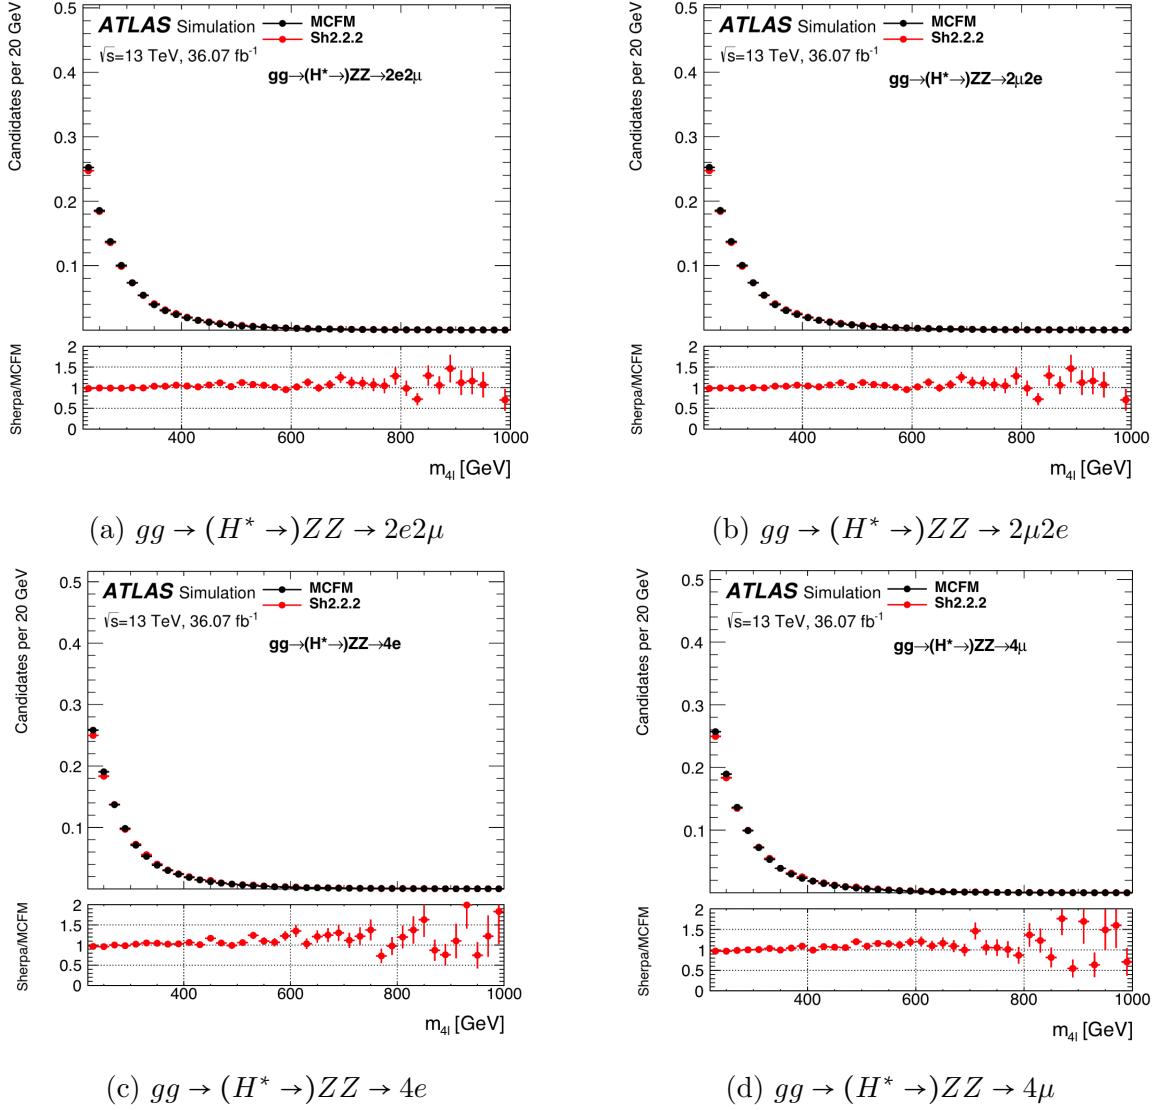 Candidates per 20 GeV
0.5
0.4
0.3
0.2
0.1
ATLAS Simulation
√s=13 TeV, 36.07 fb⁻¹
MCFM
Sh2.2.2
gg→(H*→)ZZ→2e2μ
Sherpa/MCFM
2
1.5
1
0.5
0
400 600 800 1000
m4l [GeV]
(a) gg → (H* →)ZZ → 2e2μ
Candidates per 20 GeV
0.5
0.4
0.3
0.2
0.1
ATLAS Simulation
√s=13 TeV, 36.07 fb⁻¹
MCFM
Sh2.2.2
gg→(H*→)ZZ→2μ2e
Sherpa/MCFM
2
1.5
1
0.5
0
400 600 800 1000
m4l [GeV]
(b) gg → (H* →)ZZ → 2μ2e
Candidates per 20 GeV
0.5
0.4
0.3
0.2
0.1
ATLAS Simulation
√s=13 TeV, 36.07 fb⁻¹
MCFM
Sh2.2.2
gg→(H*→)ZZ→4e
Sherpa/MCFM
2
1.5
1
0.5
0
400 600 800 1000
m4l [GeV]
(c) gg → (H* →)ZZ → 4e
Candidates per 20 GeV
0.5
0.4
0.3
0.2
0.1
ATLAS Simulation
√s=13 TeV, 36.07 fb⁻¹
MCFM
Sh2.2.2
gg→(H*→)ZZ→4μ
Sherpa/MCFM
2
1.5
1
0.5
0
400 600 800 1000
m4l [GeV]
(d) gg → (H* →)ZZ → 4μ